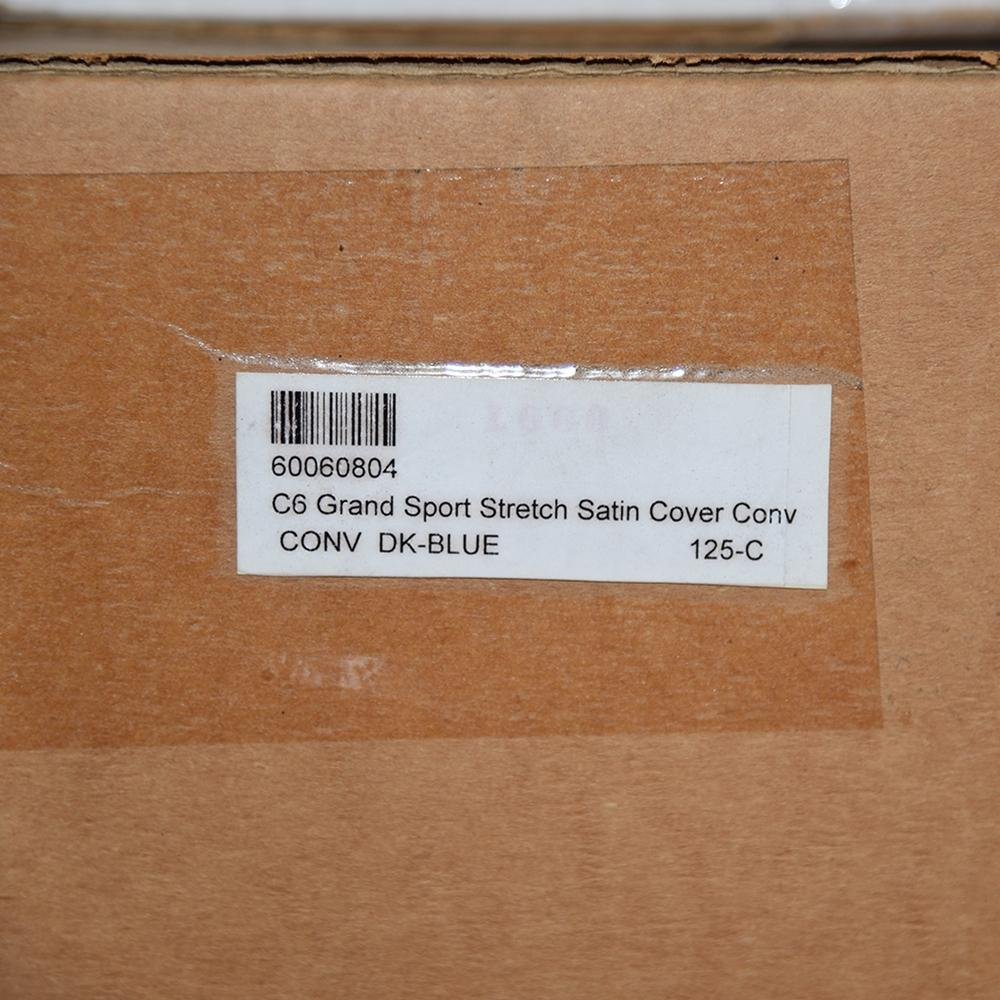 60060804
C6 Grand Sport Stretch Satin Cover Conv
CONV DK-BLUE 125-C